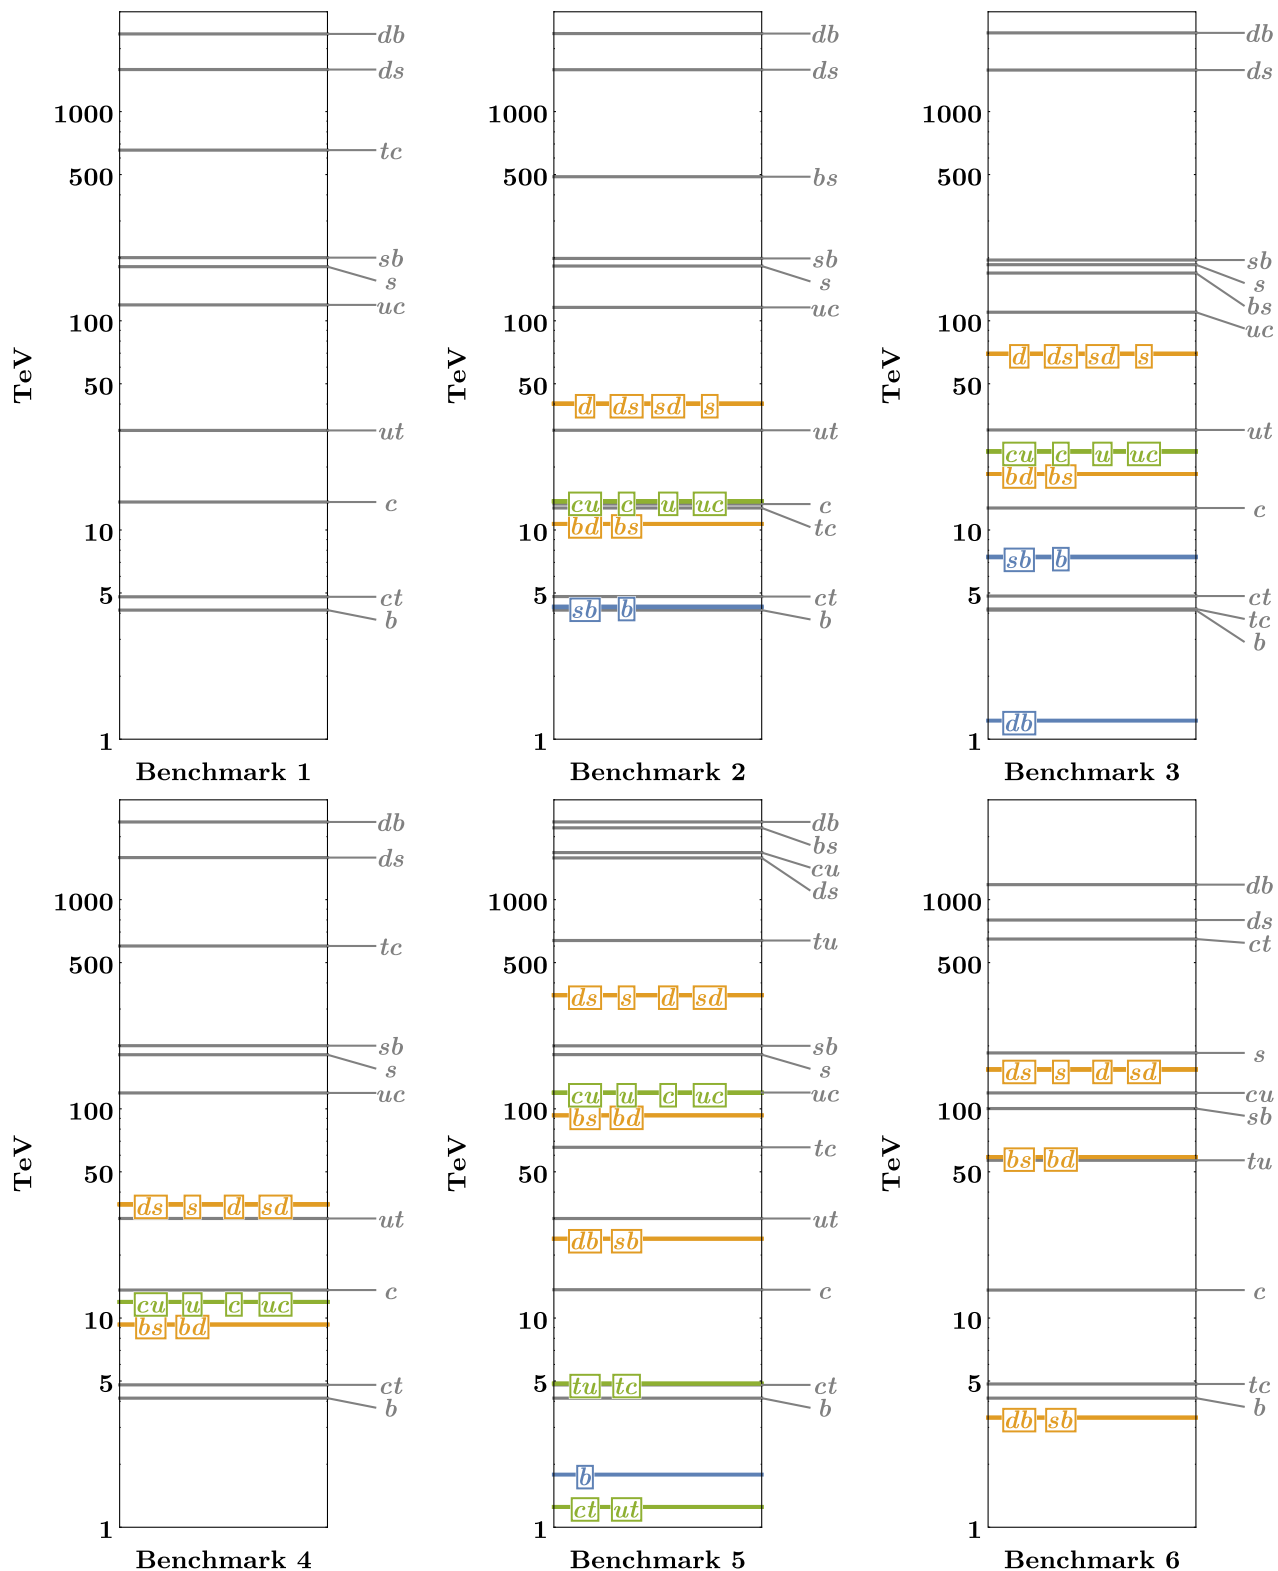 db
ds
1000
tc
500
sb
s
uc
100
TeV
50
ut
c
10
5
ct
b
1
Benchmark 1
db
ds
1000
bs
500
sb
s
uc
100
TeV
50
d ds sd s
ut
cu c u uc
c
tc
bd bs
10
5
ct
sb b
b
1
Benchmark 2
db
ds
1000
500
sb
s
bs
uc
100
TeV
d ds sd s
50
ut
cu c u uc
bd bs
c
10
sb b
5
ct
tc
b
db
1
Benchmark 3
db
ds
1000
tc
500
sb
s
uc
100
TeV
50
ds s d sd
ut
c
cu u c uc
bs bd
10
5
ct
b
1
Benchmark 4
db
bs
cu
ds
1000
tu
500
ds s d sd
sb
s
cu u c uc
uc
100
bs bd
tc
TeV
50
ut
db sb
c
10
5
tu tc
ct
b
b
ct ut
1
Benchmark 5
db
ds
1000
ct
500
s
ds s d sd
cu
sb
100
TeV
bs bd
tu
50
c
10
5
tc
b
db sb
1
Benchmark 6